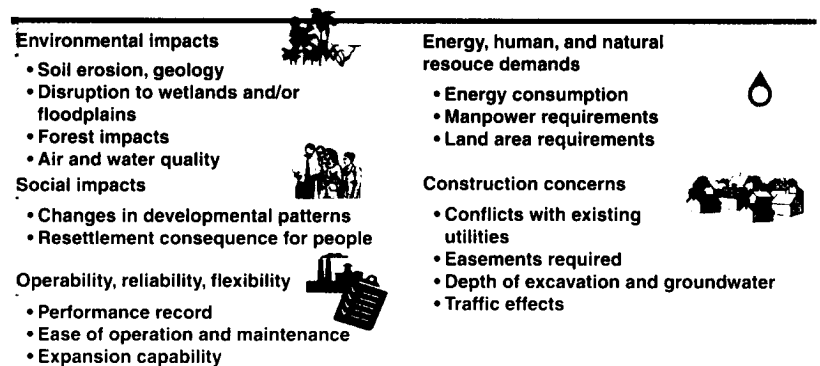 Environmental impacts
• Soil erosion, geology
• Disruption to wetlands and/or
floodplains
• Forest impacts
• Air and water quality
Social impacts
• Changes in developmental patterns
• Resettlement consequence for people
Operability, reliability, flexibility
• Performance record
• Ease of operation and maintenance
• Expansion capability
Energy, human, and natural
resouce demands
• Energy consumption
• Manpower requirements
• Land area requirements
Construction concerns
• Conflicts with existing
utilities
• Easements required
• Depth of excavation and groundwater
• Traffic effects